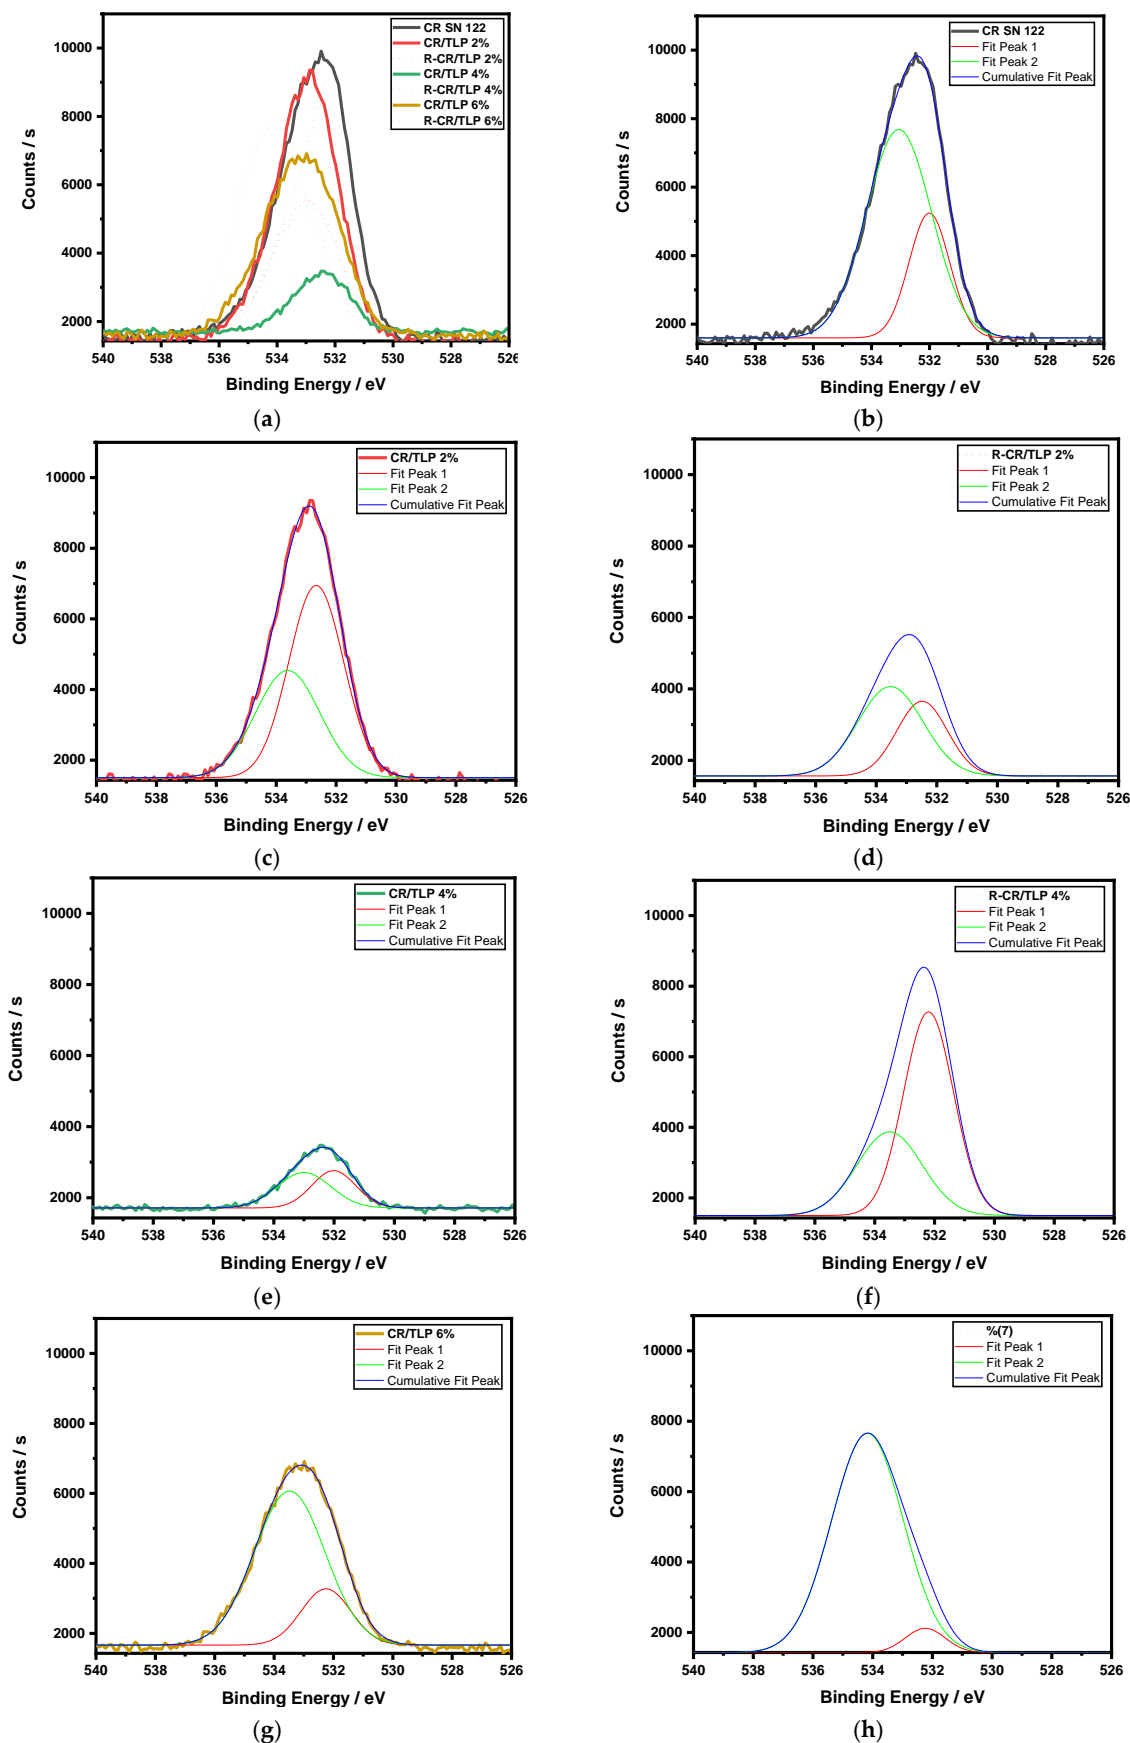 CR SN 122
CR/TLP 2%
R-CR/TLP 2%
CR/TLP 4%
R-CR/TLP 4%
CR/TLP 6%
R-CR/TLP 6%
10000
8000
6000
4000
2000
Counts / s
540 538 536 534 532 530 528 526
Binding Energy / eV
(a)
CR SN 122
Fit Peak 1
Fit Peak 2
Cumulative Fit Peak
10000
8000
6000
4000
2000
Counts / s
540 538 536 534 532 530 528 526
Binding Energy / eV
(b)
CR/TLP 2%
Fit Peak 1
Fit Peak 2
Cumulative Fit Peak
10000
8000
6000
4000
2000
Counts / s
540 538 536 534 532 530 528 526
Binding Energy / eV
(c)
R-CR/TLP 2%
Fit Peak 1
Fit Peak 2
Cumulative Fit Peak
10000
8000
6000
4000
2000
Counts / s
540 538 536 534 532 530 528 526
Binding Energy / eV
(d)
CR/TLP 4%
Fit Peak 1
Fit Peak 2
Cumulative Fit Peak
10000
8000
6000
4000
2000
Counts / s
540 538 536 534 532 530 528 526
Binding Energy / eV
(e)
R-CR/TLP 4%
Fit Peak 1
Fit Peak 2
Cumulative Fit Peak
10000
8000
6000
4000
2000
Counts / s
540 538 536 534 532 530 528 526
Binding Energy / eV
(f)
CR/TLP 6%
Fit Peak 1
Fit Peak 2
Cumulative Fit Peak
10000
8000
6000
4000
2000
Counts / s
540 538 536 534 532 530 528 526
Binding Energy / eV
(g)
%(7)
Fit Peak 1
Fit Peak 2
Cumulative Fit Peak
10000
8000
6000
4000
2000
Counts / s
540 538 536 534 532 530 528 526
Binding Energy / eV
(h)